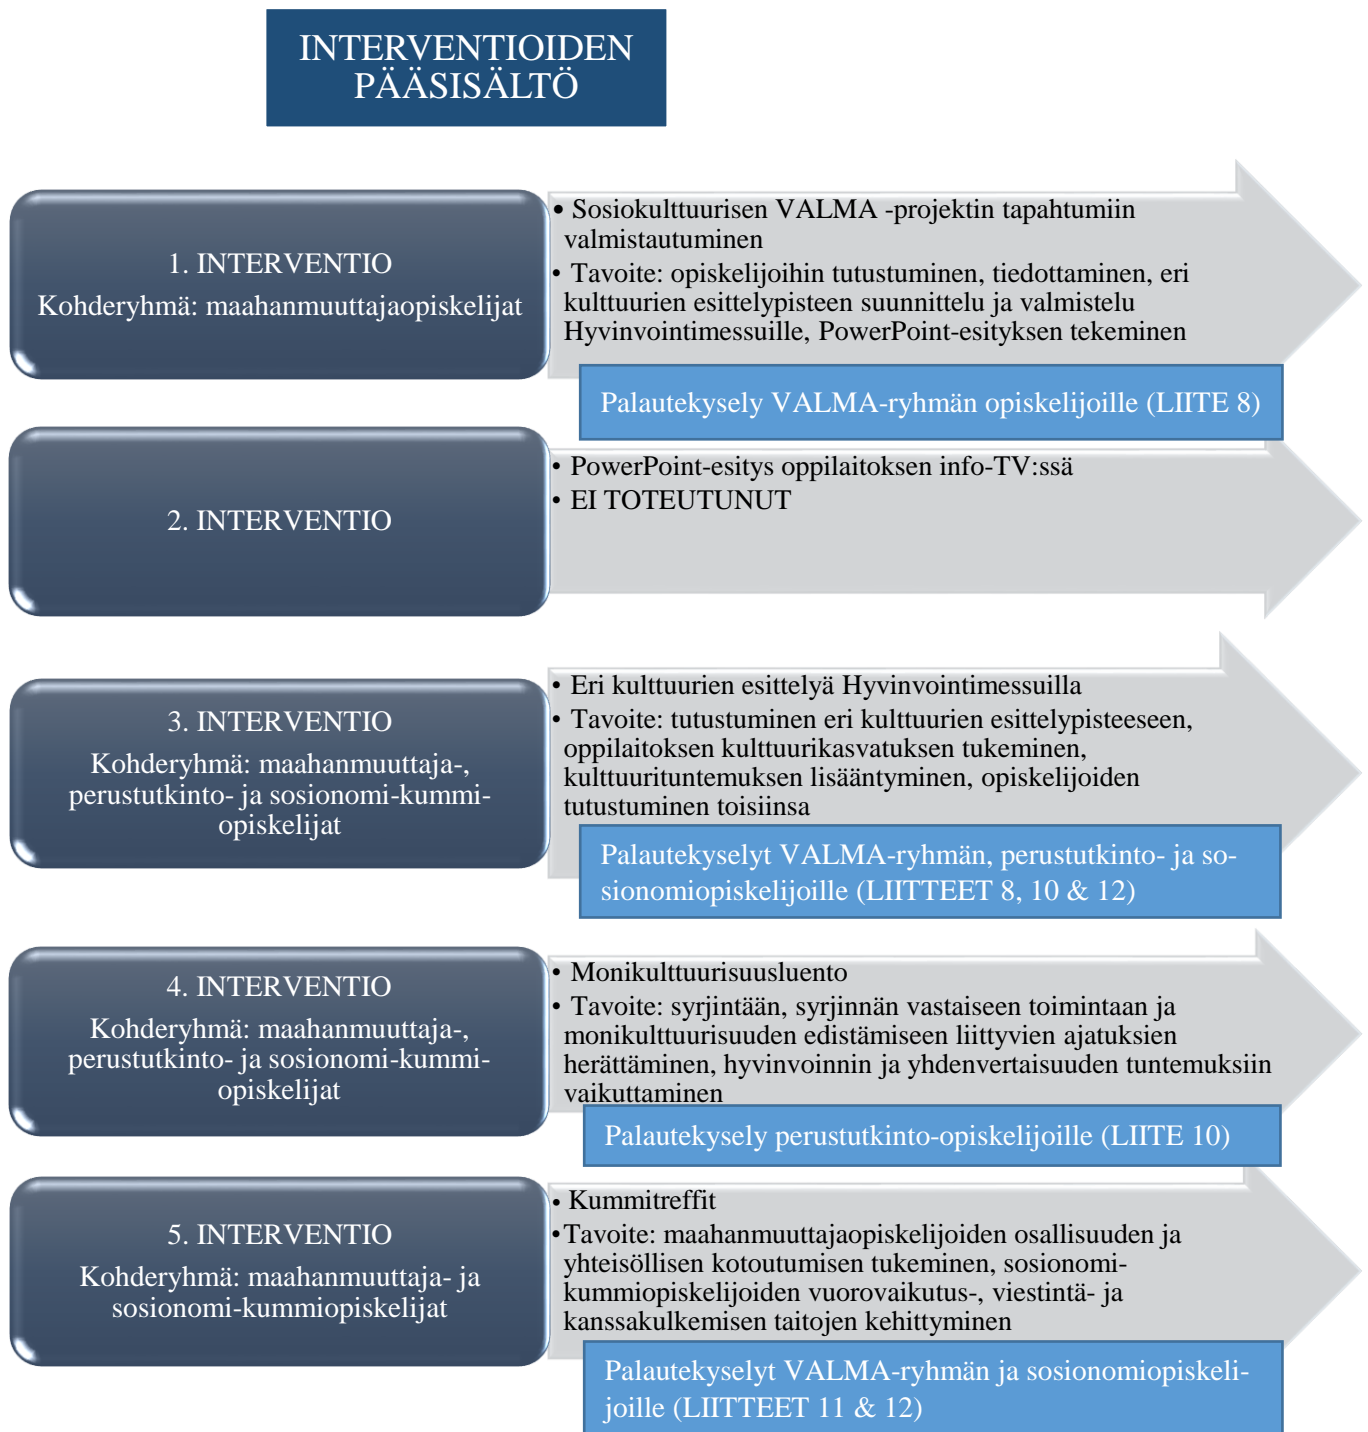 INTERVENTIOIDEN
PÄÄSISÄLTÖ
1. INTERVENTIO
Kohderyhmä: maahanmuuttajaopiskelijat
• Sosiokulttuurisen VALMA -projektin tapahtumiin
valmistautuminen
• Tavoite: opiskelijoihin tutustuminen, tiedottaminen, eri
kulttuurien esittelypisteen suunnittelu ja valmistelu
Hyvinvointimessuille, PowerPoint-esityksen tekeminen
Palautekysely VALMA-ryhmän opiskelijoille (LIITE 8)
2. INTERVENTIO
• PowerPoint-esitys oppilaitoksen info-TV:ssä
• EI TOTEUTUNUT
3. INTERVENTIO
Kohderyhmä: maahanmuuttaja-,
perustutkinto- ja sosionomi-kummi-
opiskelijat
• Eri kulttuurien esittelyä Hyvinvointimessuilla
• Tavoite: tutustuminen eri kulttuurien esittelypisteeseen,
oppilaitoksen kulttuurikasvatuksen tukeminen,
kulttuurituntemuksen lisääntyminen, opiskelijoiden
tutustuminen toisiinsa
Palautekyselyt VALMA-ryhmän, perustutkinto- ja so-
sionomiopiskelijoille (LIITTEET 8, 10 & 12)
4. INTERVENTIO
Kohderyhmä: maahanmuuttaja-,
perustutkinto- ja sosionomi-kummi-
opiskelijat
• Monikulttuurisuusluento
• Tavoite: syrjintään, syrjinnän vastaiseen toimintaan ja
monikulttuurisuuden edistämiseen liittyvien ajatuksien
herättäminen, hyvinvoinnin ja yhdenvertaisuuden tuntemuksiin
vaikuttaminen
Palautekysely perustutkinto-opiskelijoille (LIITE 10)
5. INTERVENTIO
Kohderyhmä: maahanmuuttaja- ja
sosionomi-kummiopiskelijat
• Kummitreffit
• Tavoite: maahanmuuttajaopiskelijoiden osallisuuden ja
yhteisöllisen kotoutumisen tukeminen, sosionomi-
kummiopiskelijoiden vuorovaikutus-, viestintä- ja
kanssakulkemisen taitojen kehittyminen
Palautekyselyt VALMA-ryhmän ja sosionomiopiskeli-
joille (LIITTEET 11 & 12)